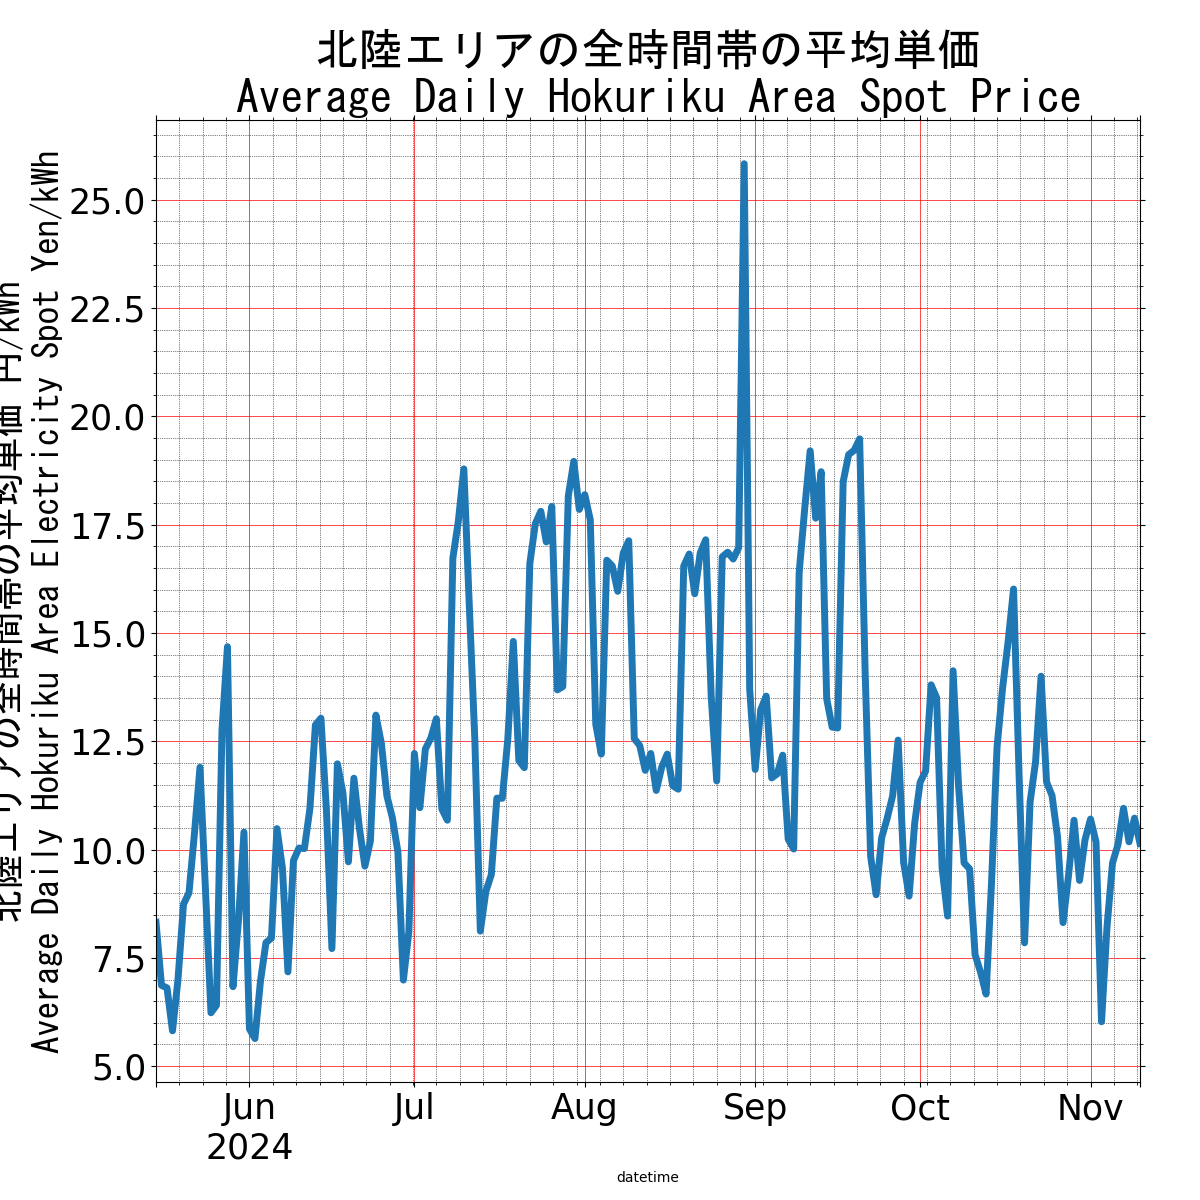 北陸エリアの全時間帯の平均単価
Average Daily Hokuriku Area Spot Price
北陸エリアの全時間帯の平均単価 円/kWh
Average Daily Hokuriku Area Electricity Spot Yen/kWh
25.0
22.5
20.0
17.5
15.0
12.5
10.0
7.5
5.0
Jun
2024
Jul
Aug
Sep
Oct
Nov
datetime